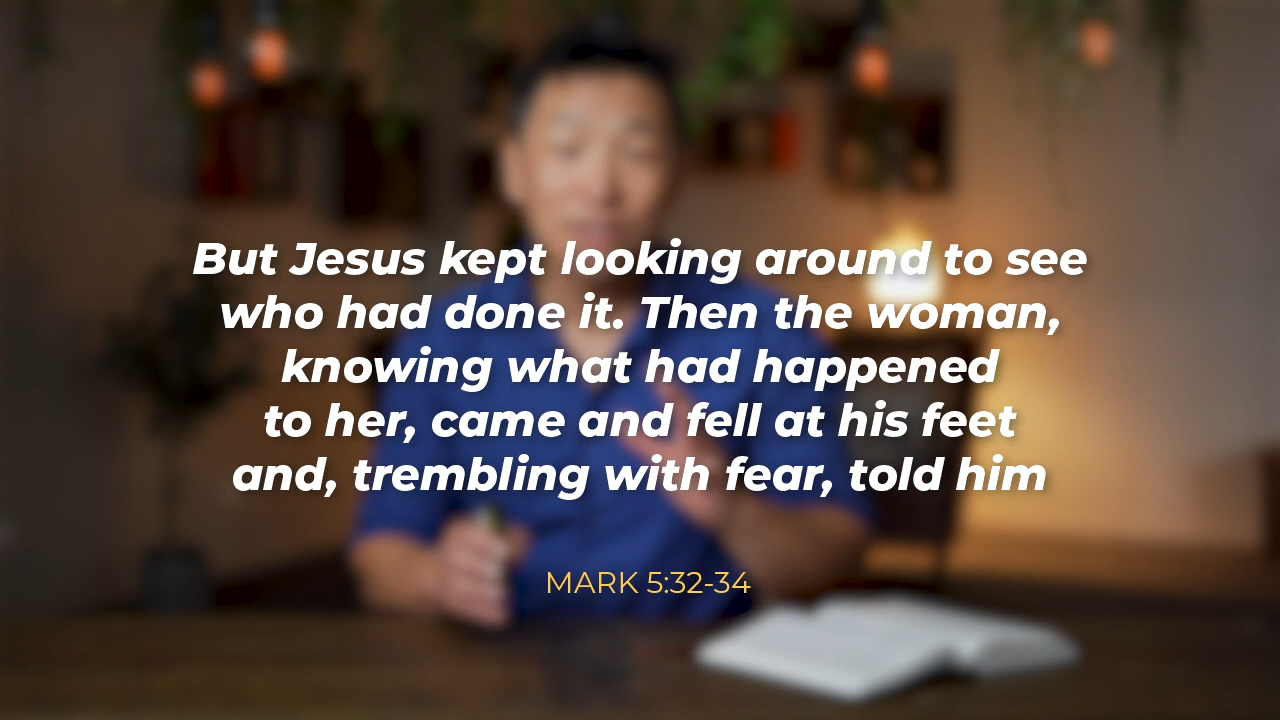 But Jesus kept looking around to see
who had done it. Then the woman,
knowing what had happened
to her, came and fell at his feet
and, trembling with fear, told him
MARK 5:32-34